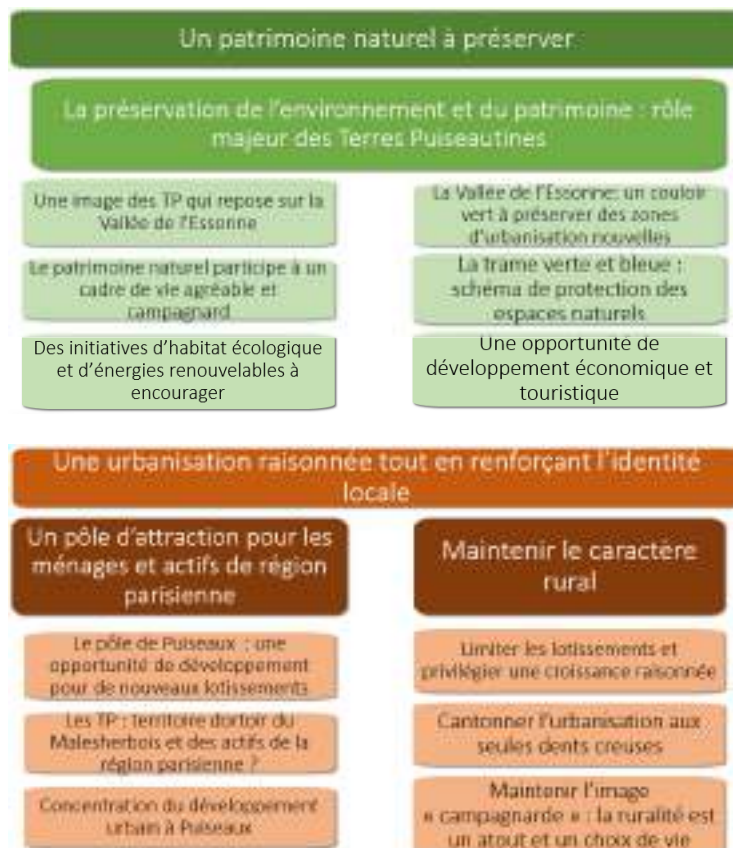 Un patrimoine naturel à préserver
La préservation de l'environnement et du patrimoine : rôle
majeur des Terres Puiseautines
Une image des TP qui repose sur la
Vallée de l'Essonne
Le patrimoine naturel participe à un
cadre de vie agréable et
campagnard
Des initiatives d'habitat écologique
et d'énergies renouvelables à
encourager
La Vallée de l'Essonne: un couloir
vert à préserver des zones
d'urbanisation nouvelles
La trame verte et bleue :
schéma de protection des
espaces naturels
Une opportunité de
développement économique et
touristique
Une urbanisation raisonnée tout en renforçant l'identité
locale
Un pôle d'attraction pour les
ménages et actifs de région
parisienne
Le pôle de Puiseaux : une
opportunité de développement
pour de nouveaux lotissements
Les TP : territoire dortoir du
Malesherbois et des actifs de la
région parisienne ?
Concentration du développement
urbain à Puiseaux
Maintenir le caractère
rural
Limiter les lotissements et
privilégier une croissance raisonnée
Cantonner l'urbanisation aux
seules dents creuses
Maintenir l'image
« campagnarde » : la ruralité est
un atout et un choix de vie